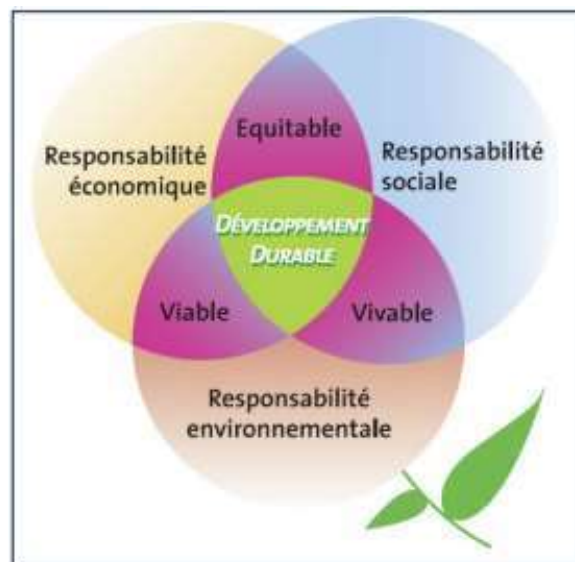 Equitable
Responsabilité
économique
Responsabilité
sociale
DÉVELOPPEMENT
DURABLE
Viable
Vivable
Responsabilité
environnementale